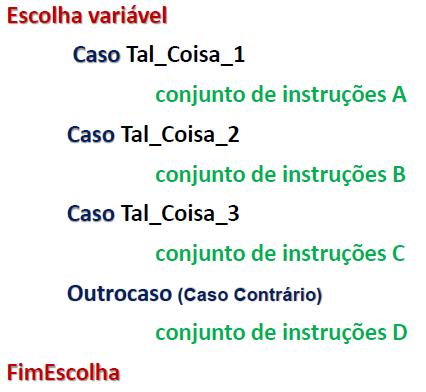 Escolha variável
Caso Tal_Coisa_1
conjunto de instruções A
Caso Tal_Coisa_2
conjunto de instruções B
Caso Tal_Coisa_3
conjunto de instruções C
Outrocaso (Caso Contrário)
conjunto de instruções D
FimEscolha